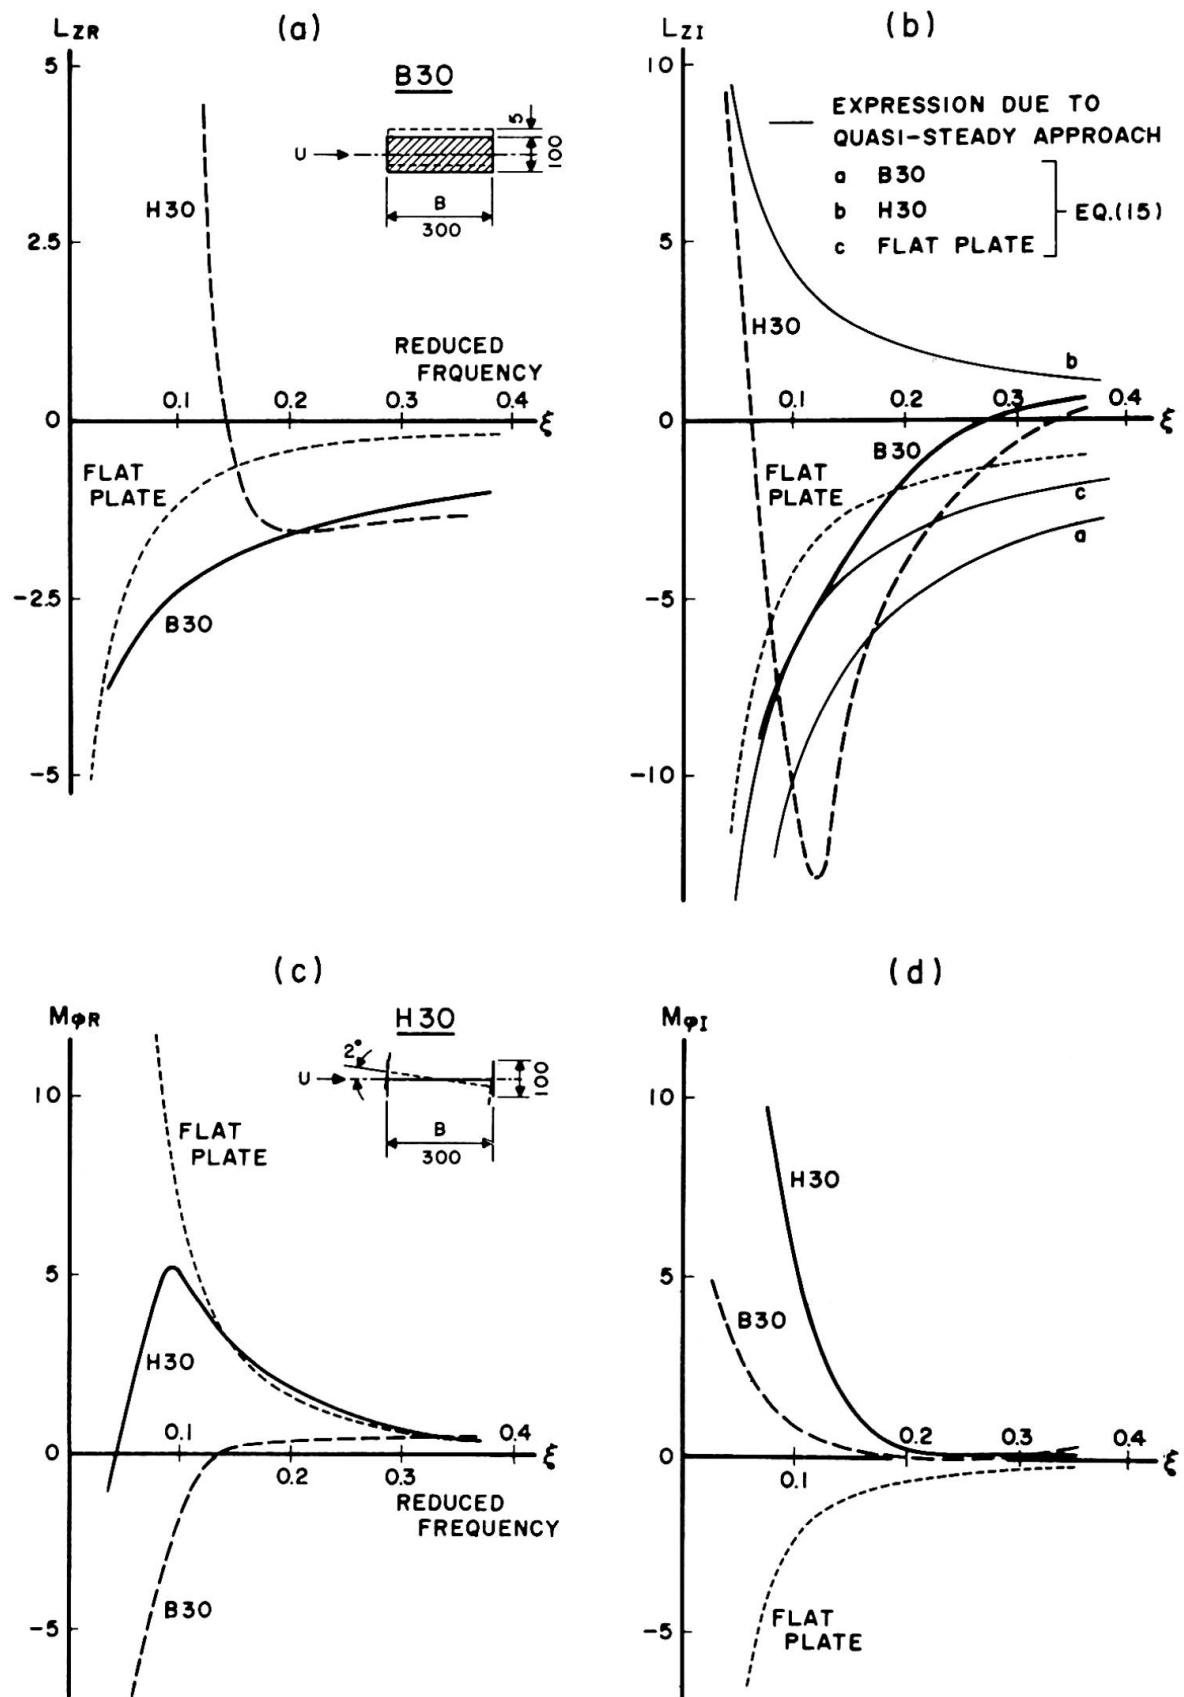 (a)
L_ZR
5
2.5
0
-2.5
-5
B30
U
5
100
B
300
H30
REDUCED
FRQUENCY
0.1
0.2
0.3
0.4
ξ
FLAT
PLATE
B30
(b)
L_ZI
10
5
0
-5
-10
EXPRESSION DUE TO
QUASI-STEADY APPROACH
a B30
b H30
c FLAT PLATE
EQ.(15)
H30
b
0.1
0.2
0.3
0.4
ξ
B30
FLAT
PLATE
c
a
(c)
M_φR
10
5
0
-5
H30
2°
U
100
B
300
FLAT
PLATE
H30
0.1
0.4
ξ
0.2
0.3
REDUCED
FREQUENCY
B30
(d)
M_φI
10
5
0
-5
H30
B30
0.2
0.3
0.4
ξ
0.1
FLAT
PLATE